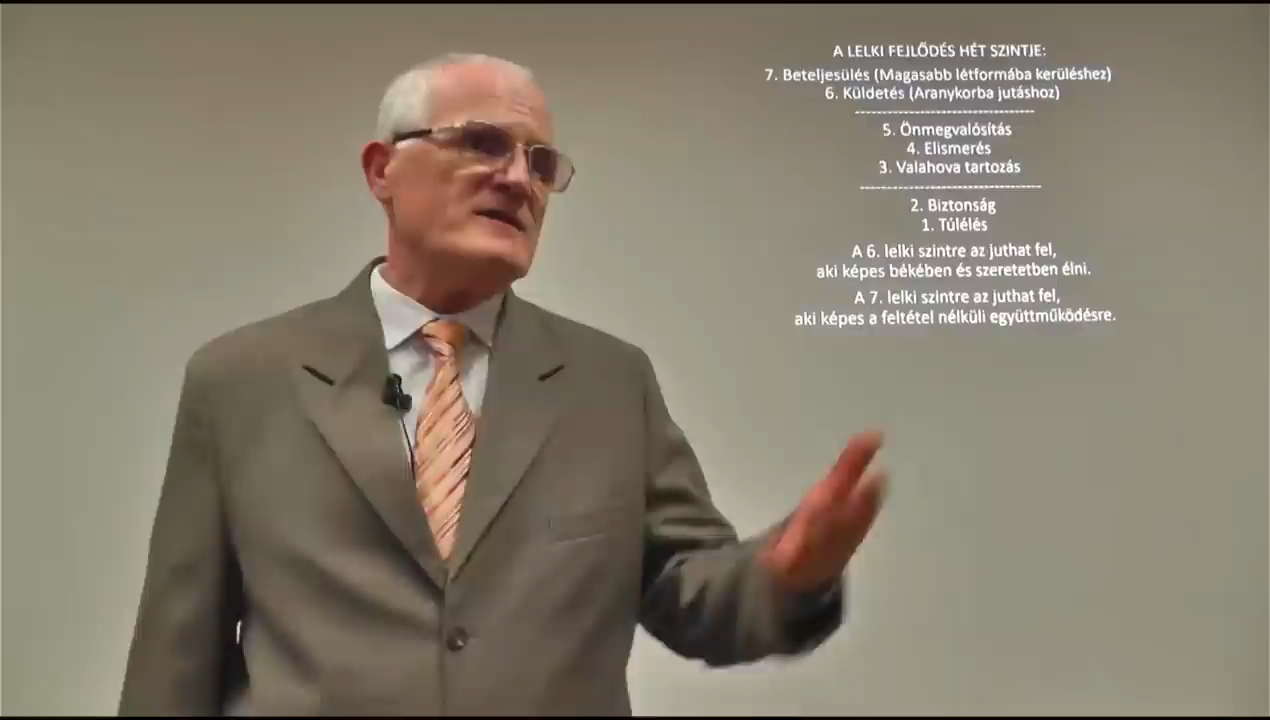 A LELKI FEJLŐDÉS HÉT SZINTJE:
7. Beteljesülés (Magasabb létformába kerüléshez)
6. Küldetés (Aranykorba jutáshoz)
-----------------------------------
5. Önmegvalósítás
4. Elismerés
3. Valahova tartozás
-----------------------------------
2. Biztonság
1. Túlélés
A 6. lelki szintre az juthat fel,
aki képes békében és szeretetben élni.
A 7. lelki szintre az juthat fel,
aki képes a feltétel nélküli együttműködésre.